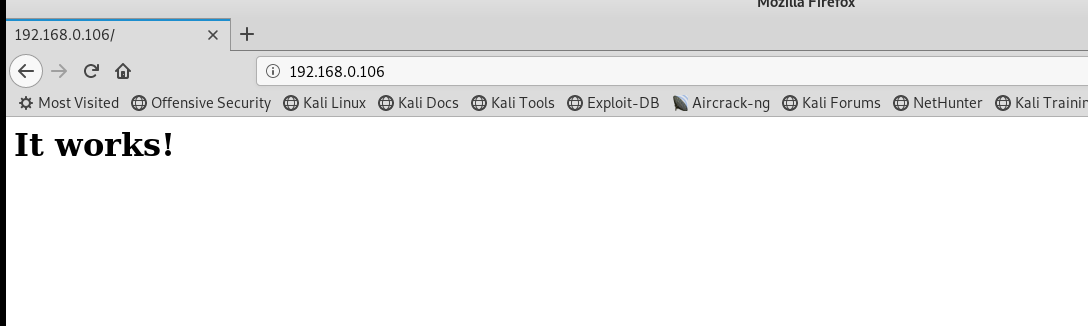 Mozilla Firefox
192.168.0.106/
192.168.0.106
Most Visited Offensive Security Kali Linux Kali Docs Kali Tools Exploit-DB Aircrack-ng Kali Forums NetHunter Kali Trainin
It works!